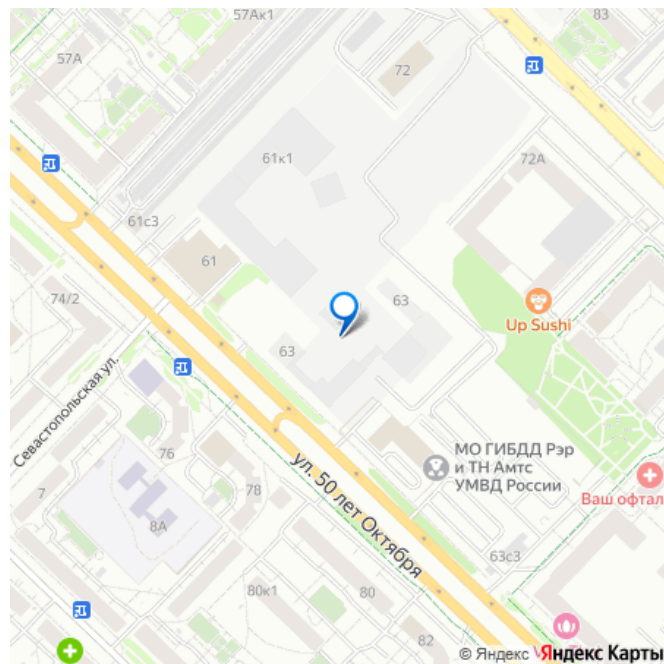 57Ак1
83
57А
72
61к1
72А
61с3
61
74/2
63
Up Sushi
63
Севастопольская ул.
76
МО ГИБДД Рэр
и ТН Амтс
УМВД России
ул. 50 лет Октября
Ваш офтал
7
78
8А
63с3
80к1
80
82
© Яндекс
Яндекс Карты